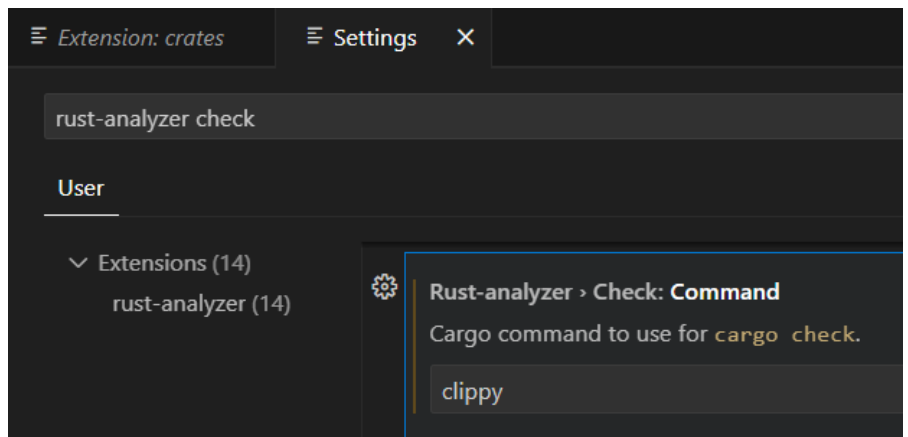 Extension: crates
Settings
rust-analyzer check
User
Extensions (14)
rust-analyzer (14)
Rust-analyzer › Check: Command
Cargo command to use for cargo check.
clippy